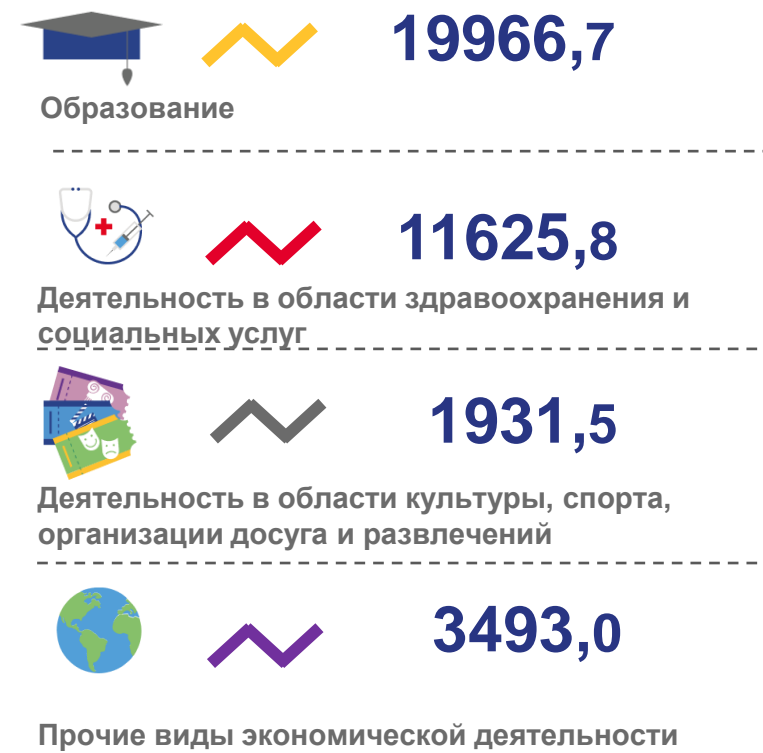 19966,7
Образование
11625,8
Деятельность в области здравоохранения и
социальных услуг
1931,5
Деятельность в области культуры, спорта,
организации досуга и развлечений
3493,0
Прочие виды экономической деятельности